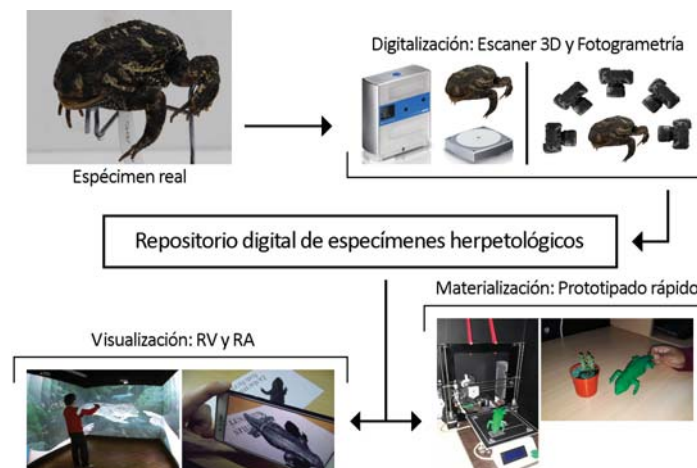 Digitalización: Escaner 3D y Fotogrametría
Espécimen real
Repositorio digital de especímenes herpetológicos
Materialización: Prototipado rápido
Visualización: RV y RA